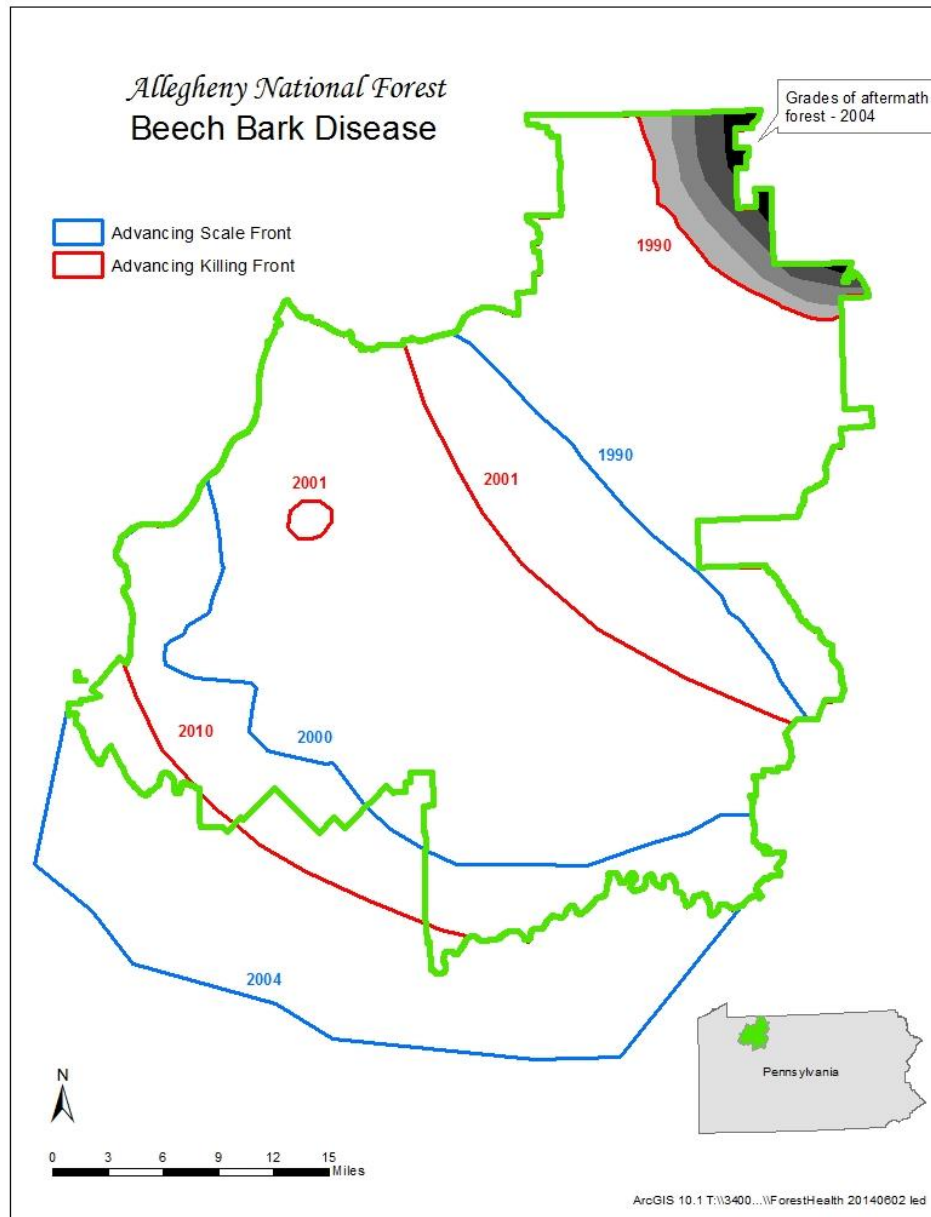 Allegheny National Forest
Beech Bark Disease
Grades of aftermath
forest - 2004
Advancing Scale Front
Advancing Killing Front
1990
1990
2001
2001
2010
2000
2004
Pennsylvania
N
0 3 6 9 12 15
Miles
ArcGIS 10.1 T:\\3400...\\ForestHealth 20140602 led